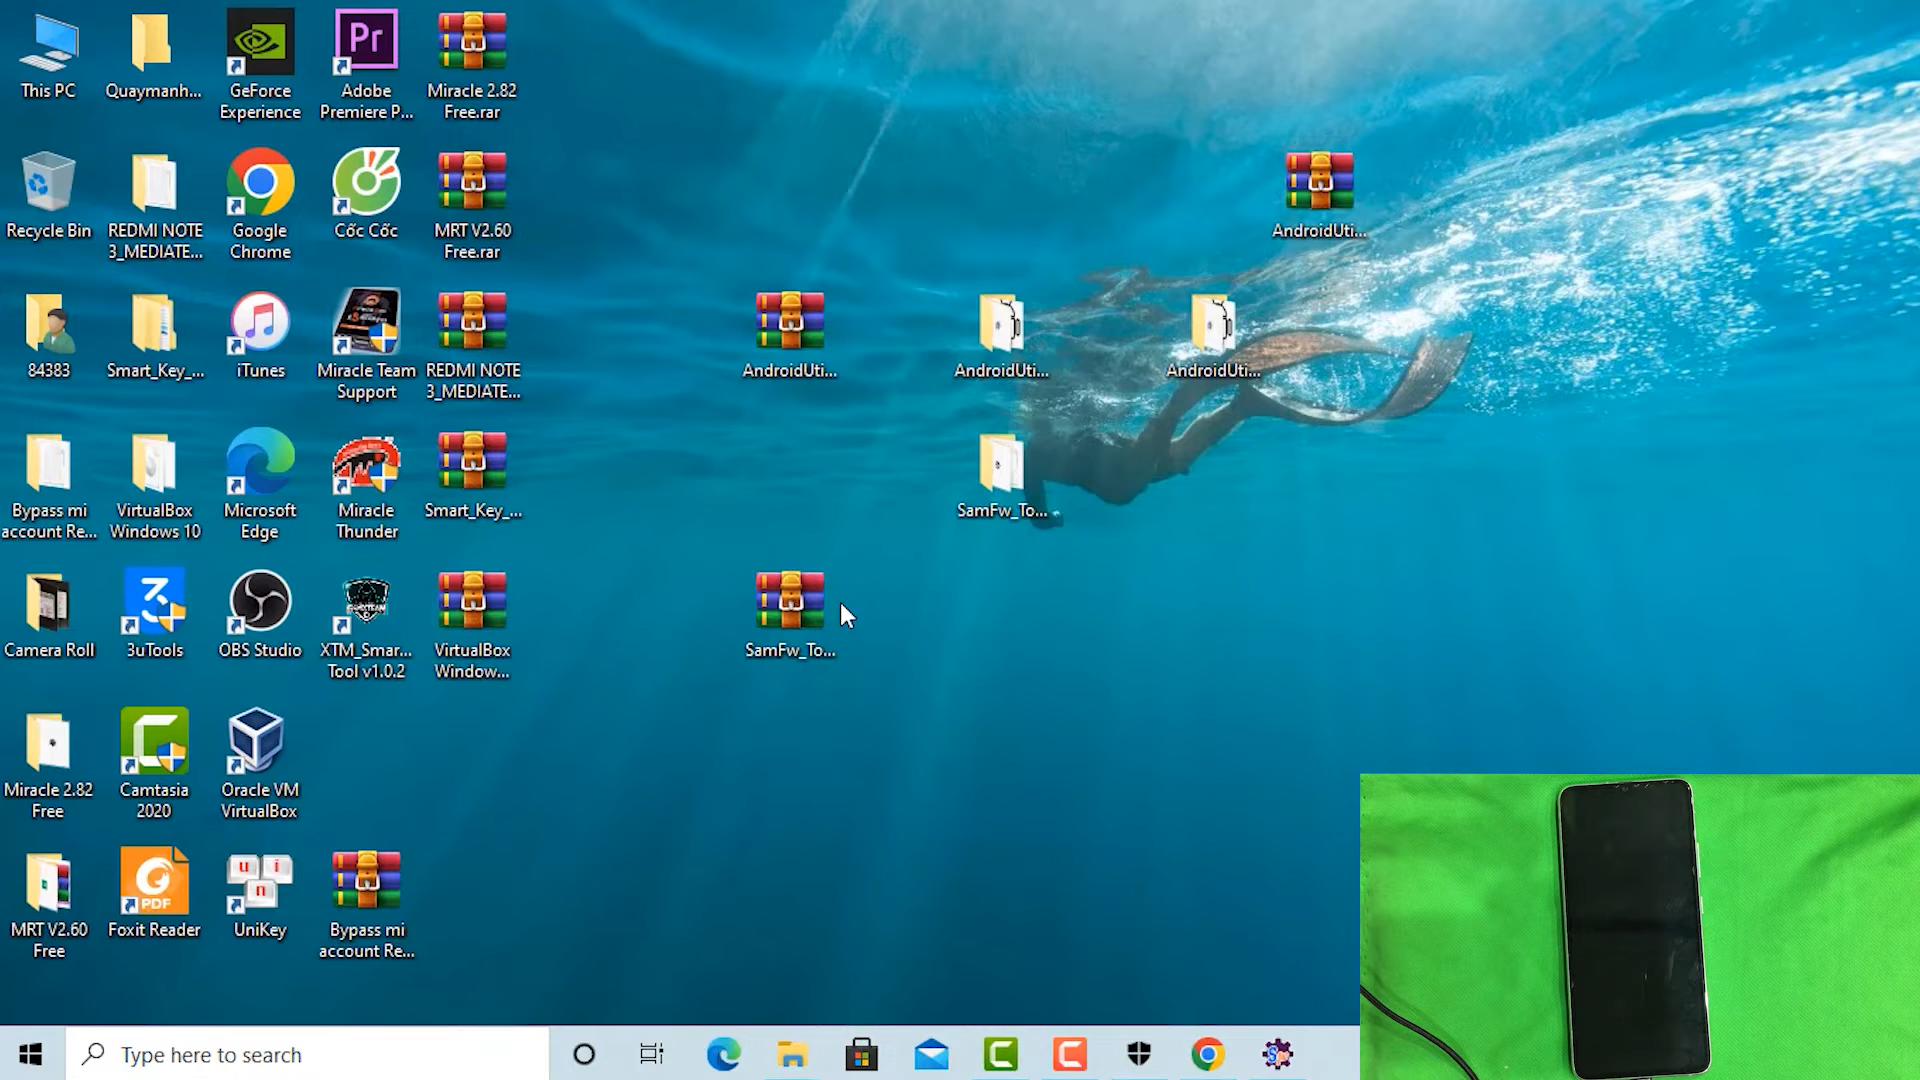 This PC
Quaymanh...
GeForce
Experience
Pr
Adobe
Premiere P...
Miracle 2.82
Free.rar
Recycle Bin
REDMI NOTE
3_MEDIATE...
Google
Chrome
Cốc Cốc
MRT V2.60
Free.rar
AndroidUti...
84383
Smart_Key_...
iTunes
Miracle Team
Support
REDMI NOTE
3_MEDIATE...
AndroidUti...
AndroidUti...
AndroidUti...
Bypass mi
account Re...
VirtualBox
Windows 10
Microsoft
Edge
Miracle
Thunder
Smart_Key_...
SamFw_To...
Camera Roll
3uTools
OBS Studio
XTM_Smar...
Tool v1.0.2
VirtualBox
Window...
SamFw_To...
Miracle 2.82
Free
Camtasia
2020
Oracle VM
VirtualBox
MRT V2.60
Free
PDF
Foxit Reader
u i
n
UniKey
Bypass mi
account Re...
Type here to search